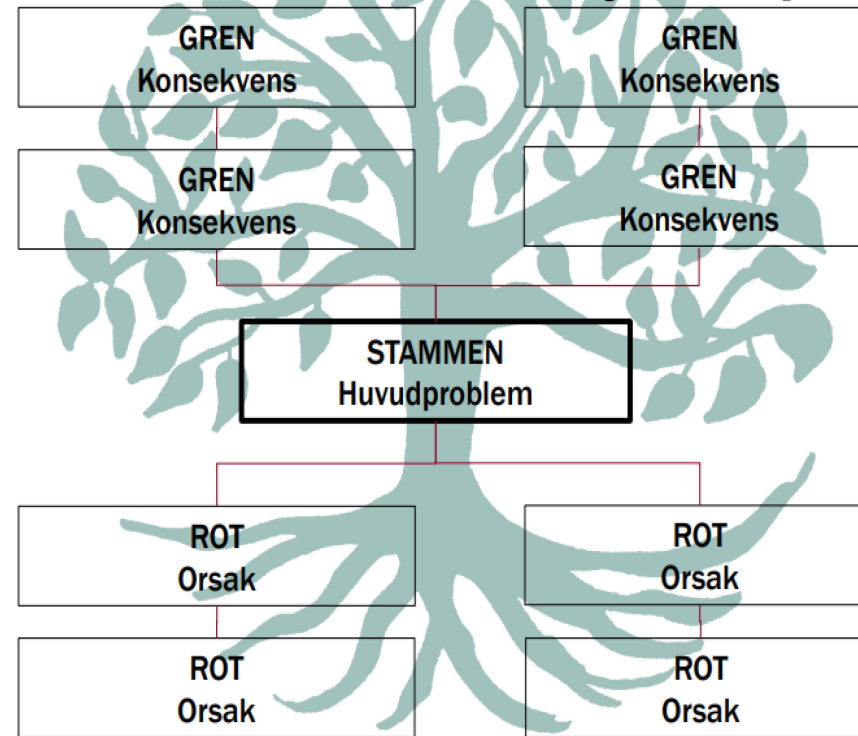 GREN
Konsekvens
GREN
Konsekvens
GREN
Konsekvens
GREN
Konsekvens
STAMMEN
Huvudproblem
ROT
Orsak
ROT
Orsak
ROT
Orsak
ROT
Orsak